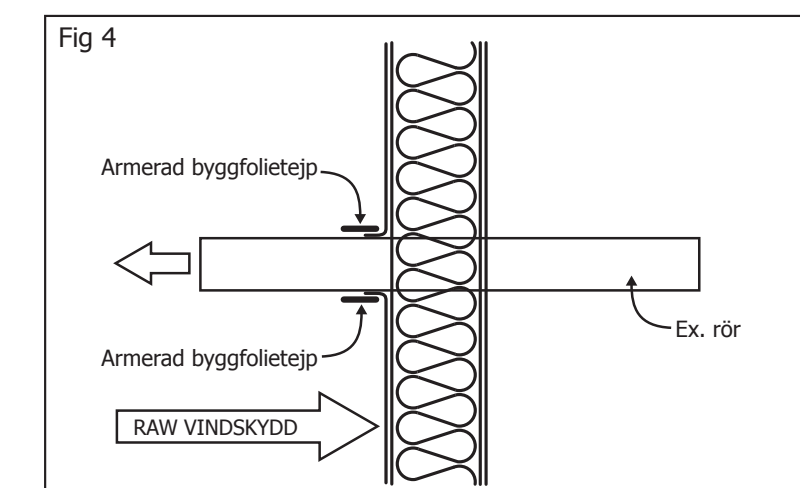 Fig 4
Armerad byggfolietejp
Ex. rör
Armerad byggfolietejp
RAW VINDSKYDD